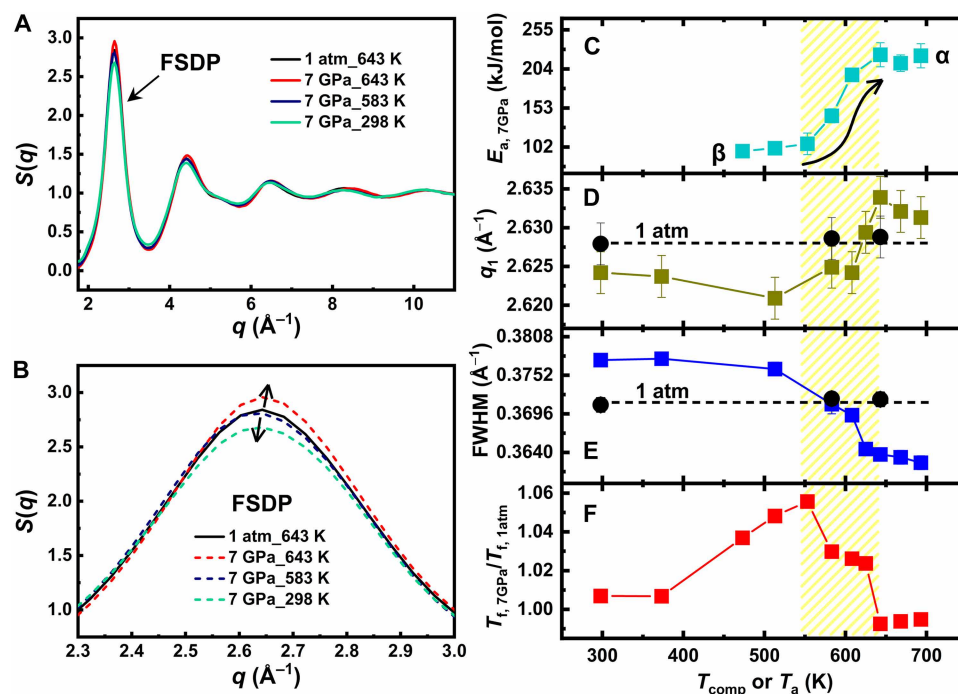 A
FSDP
1 atm_643 K
7 GPa_643 K
7 GPa_583 K
7 GPa_298 K
S(q)
3.0
2.5
2.0
1.5
1.0
0.5
0.0
2 4 6 8 10
q (Å⁻¹)
B
FSDP
1 atm_643 K
7 GPa_643 K
7 GPa_583 K
7 GPa_298 K
S(q)
3.0
2.5
2.0
1.5
1.0
2.3 2.4 2.5 2.6 2.7 2.8 2.9 3.0
q (Å⁻¹)
C
α
β
Eₐ, 7GPa (kJ/mol)
255
204
153
102
D
1 atm
q₁ (Å⁻¹)
2.635
2.630
2.625
2.620
E
1 atm
FWHM (Å⁻¹)
0.3808
0.3752
0.3696
0.3640
F
T_f, 7GPa/T_f, 1atm
1.06
1.04
1.02
1.00
300 400 500 600 700
T_comp or T_a (K)